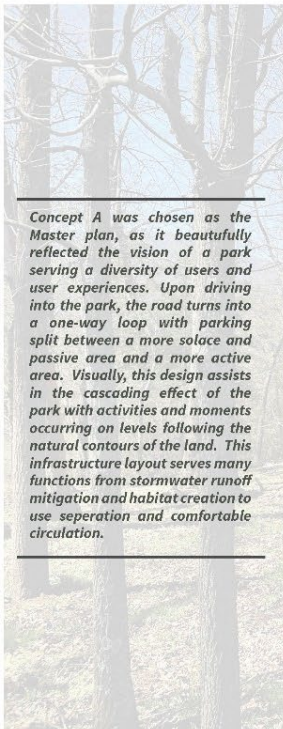 Concept A was chosen as the
Master plan, as it beautufully
reflected the vision of a park
serving a diversity of users and
user experiences. Upon driving
into the park, the road turns into
a one-way loop with parking
split between a more solace and
passive area and a more active
area. Visually, this design assists
in the cascading effect of the
park with activities and moments
occurring on levels following the
natural contours of the land. This
infrastructure layout serves many
functions from stormwater runoff
mitigation and habitat creation to
use seperation and comfortable
circulation.